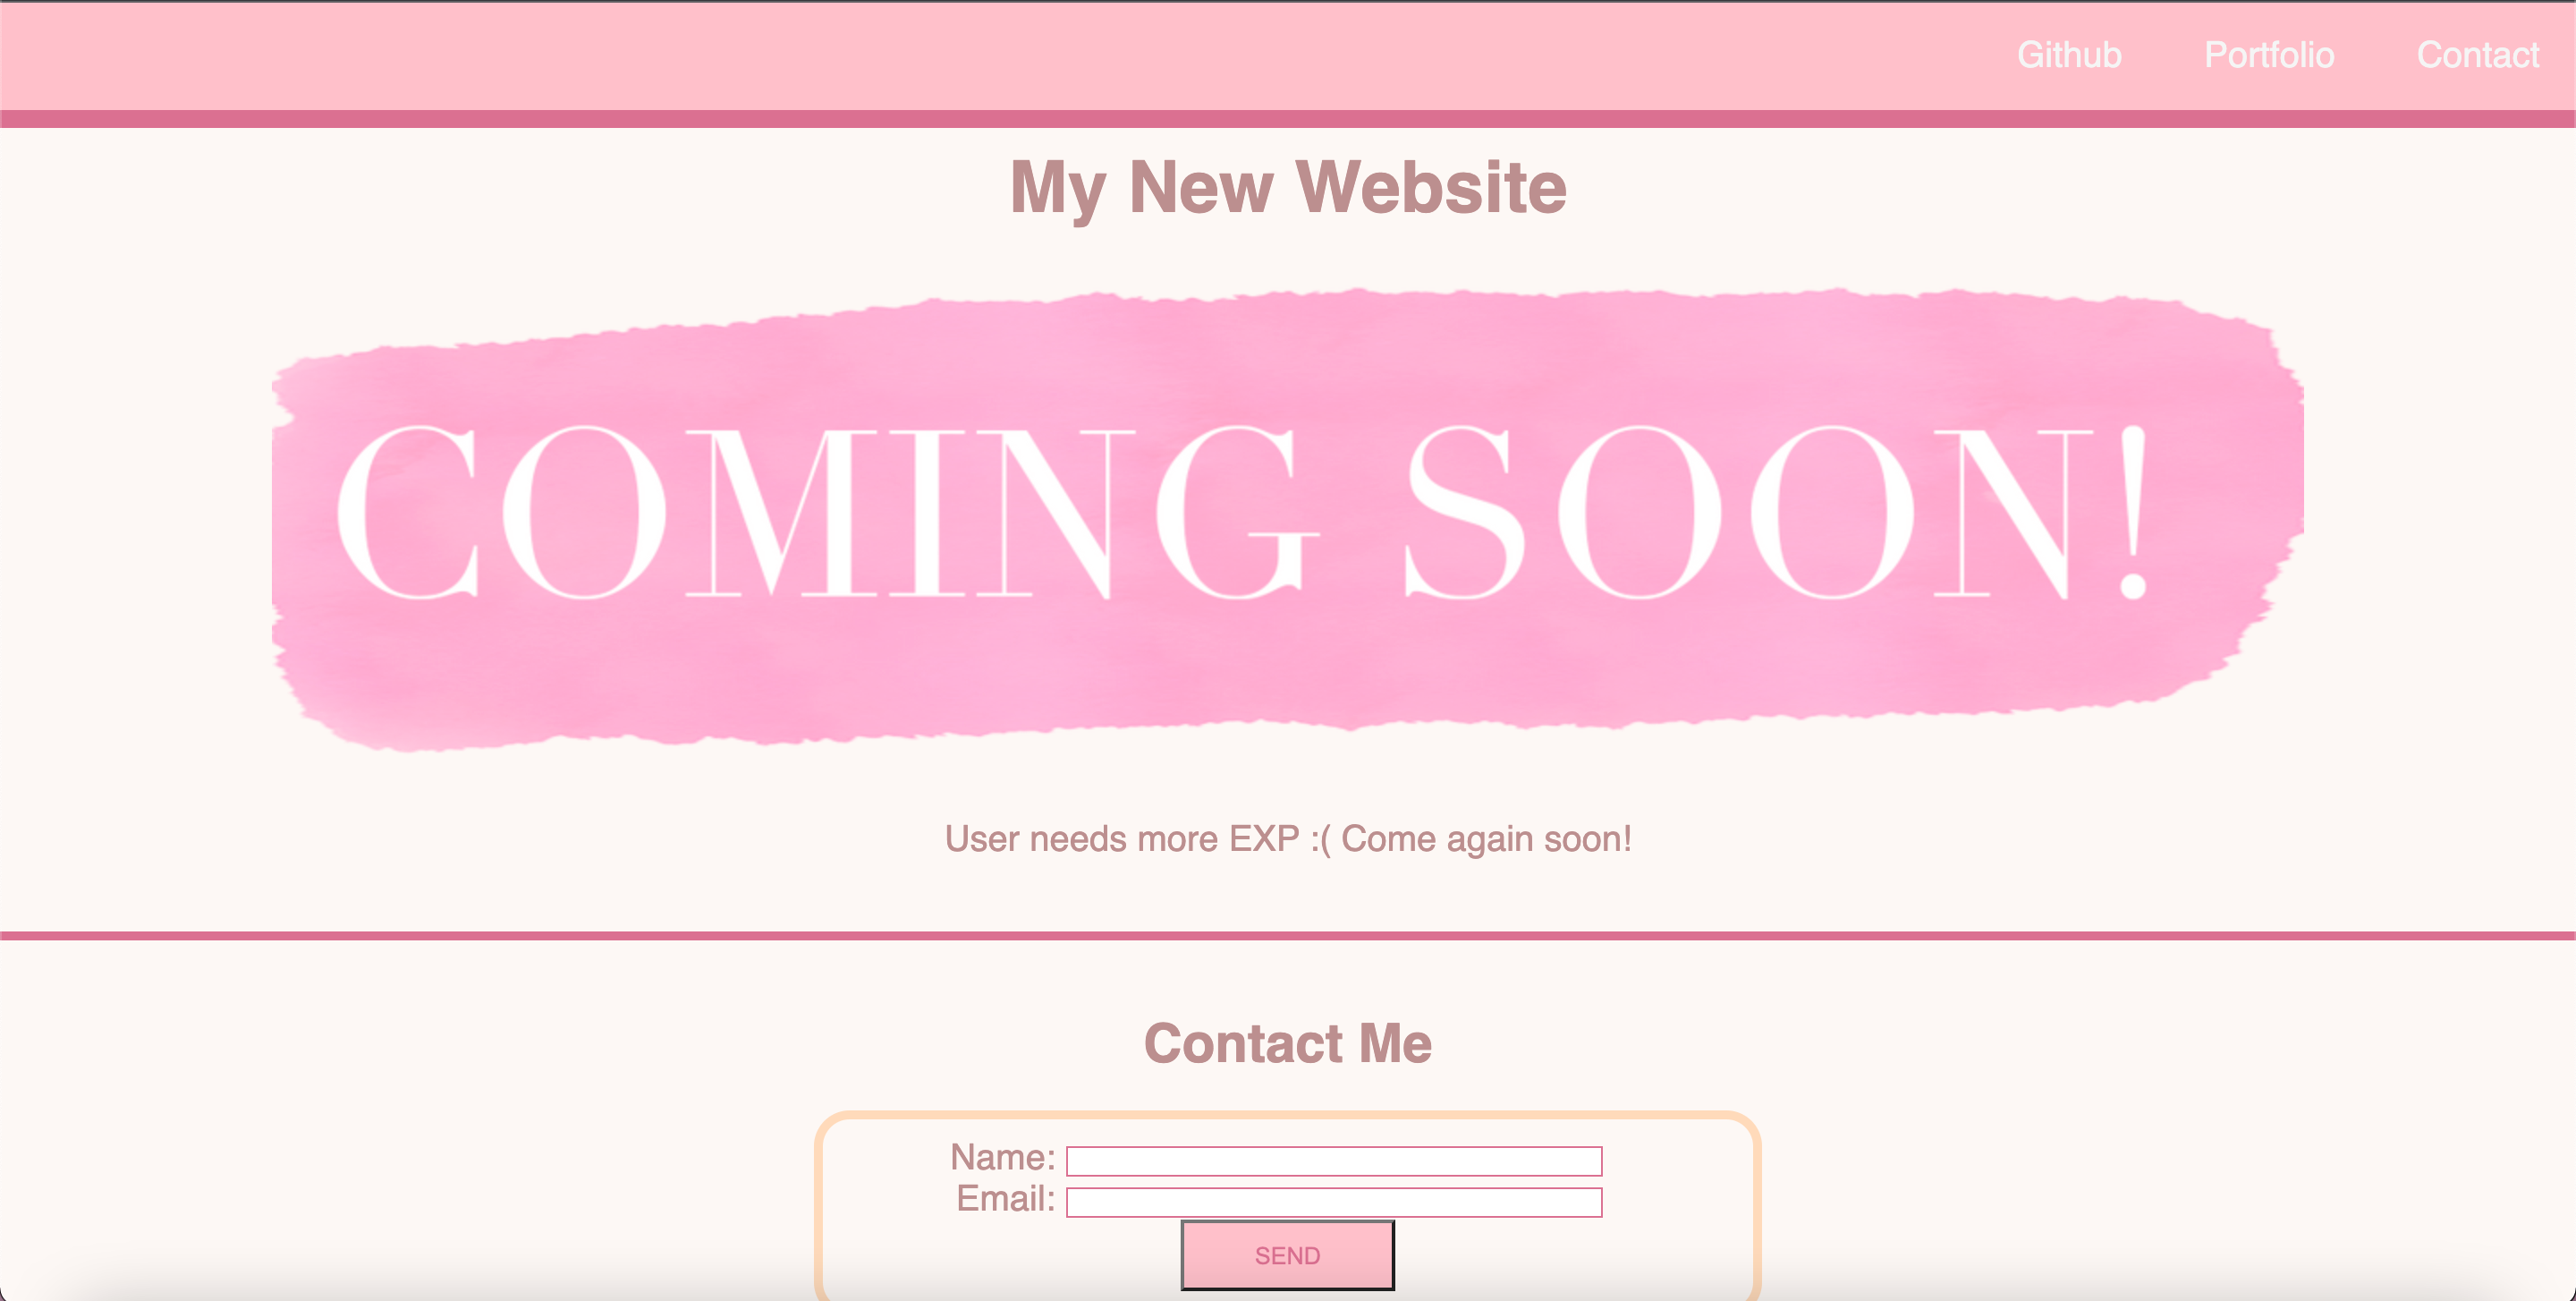 Github Portfolio Contact
My New Website
COMING SOON!
User needs more EXP :( Come again soon!
Contact Me
Name:
Email:
SEND